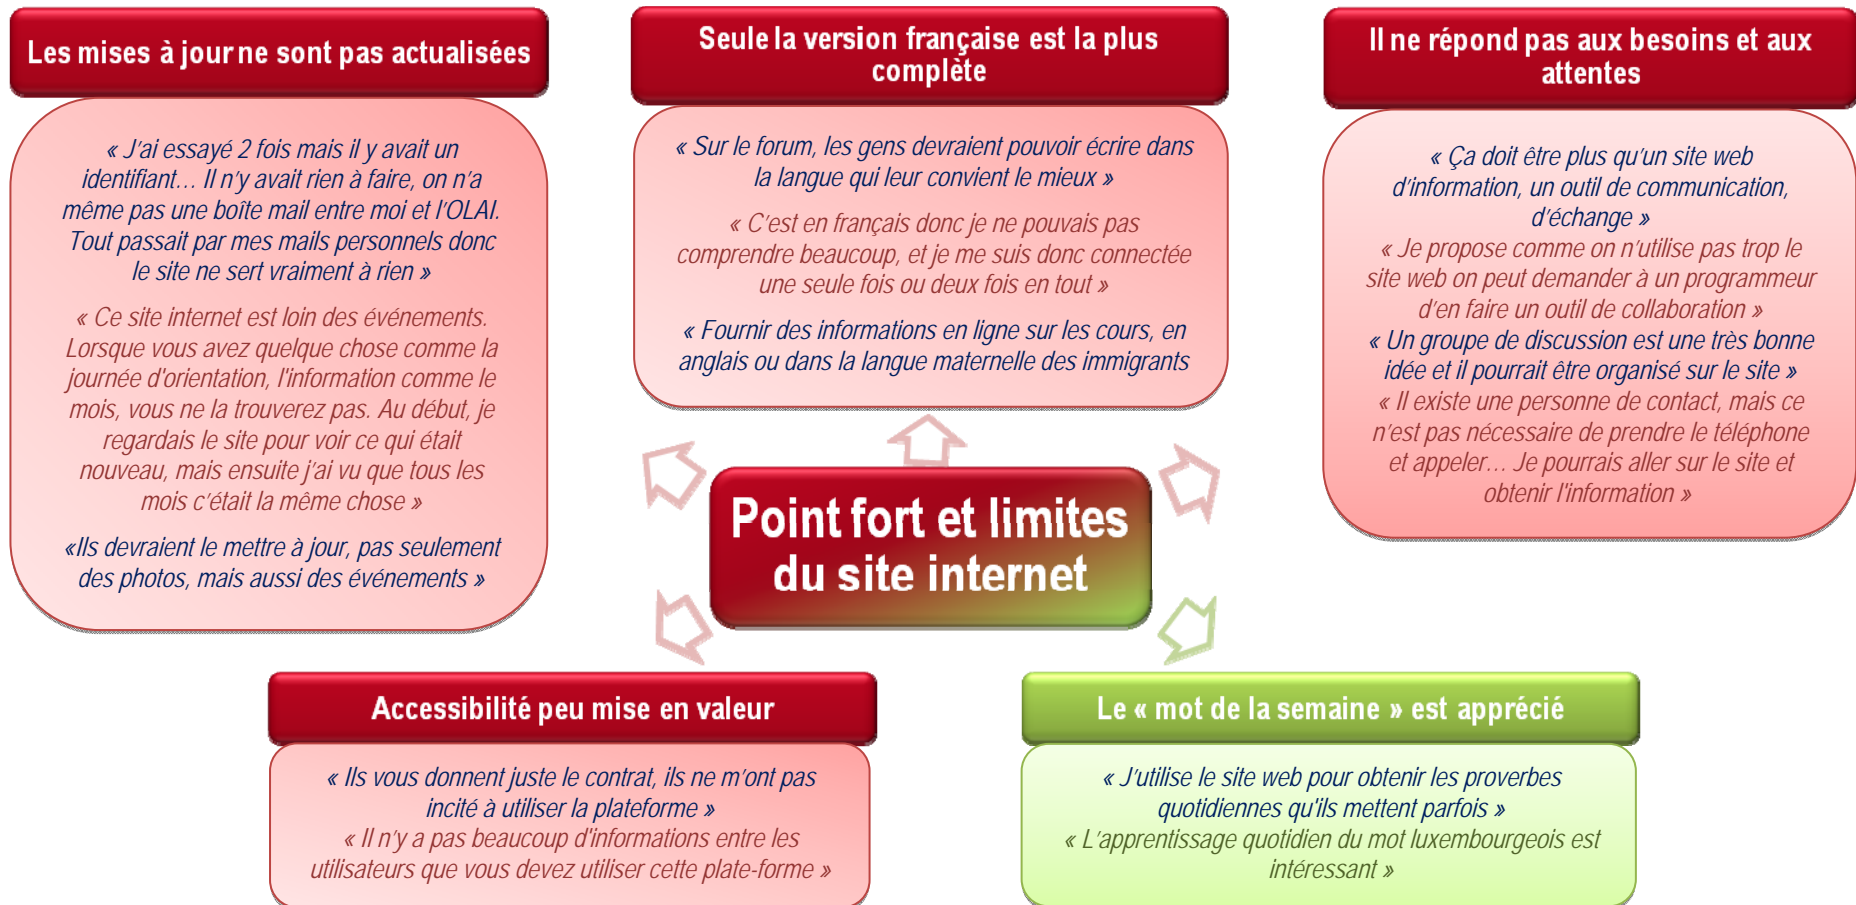 Les mises à jour ne sont pas actualisées
« J'ai essayé 2 fois mais il y avait un
identifiant… Il n'y avait rien à faire, on n'a
même pas une boîte mail entre moi et l'OLAI.
Tout passait par mes mails personnels donc
le site ne sert vraiment à rien »
« Ce site internet est loin des événements.
Lorsque vous avez quelque chose comme la
journée d'orientation, l'information comme le
mois, vous ne la trouverez pas. Au début, je
regardais le site pour voir ce qui était
nouveau, mais ensuite j'ai vu que tous les
mois c'était la même chose »
«Ils devraient le mettre à jour, pas seulement
des photos, mais aussi des événements »
Seule la version française est la plus
complète
« Sur le forum, les gens devraient pouvoir écrire dans
la langue qui leur convient le mieux »
« C'est en français donc je ne pouvais pas
comprendre beaucoup, et je me suis donc connectée
une seule fois ou deux fois en tout »
« Fournir des informations en ligne sur les cours, en
anglais ou dans la langue maternelle des immigrants
Il ne répond pas aux besoins et aux
attentes
« Ça doit être plus qu'un site web
d'information, un outil de communication,
d'échange »
« Je propose comme on n'utilise pas trop le
site web on peut demander à un programmeur
d'en faire un outil de collaboration »
« Un groupe de discussion est une très bonne
idée et il pourrait être organisé sur le site »
« Il existe une personne de contact, mais ce
n'est pas nécessaire de prendre le téléphone
et appeler… Je pourrais aller sur le site et
obtenir l'information »
Point fort et limites
du site internet
Accessibilité peu mise en valeur
« Ils vous donnent juste le contrat, ils ne m'ont pas
incité à utiliser la plateforme »
« Il n'y a pas beaucoup d'informations entre les
utilisateurs que vous devez utiliser cette plate-forme »
Le « mot de la semaine » est apprécié
« J'utilise le site web pour obtenir les proverbes
quotidiennes qu'ils mettent parfois »
« L'apprentissage quotidien du mot luxembourgeois est
intéressant »